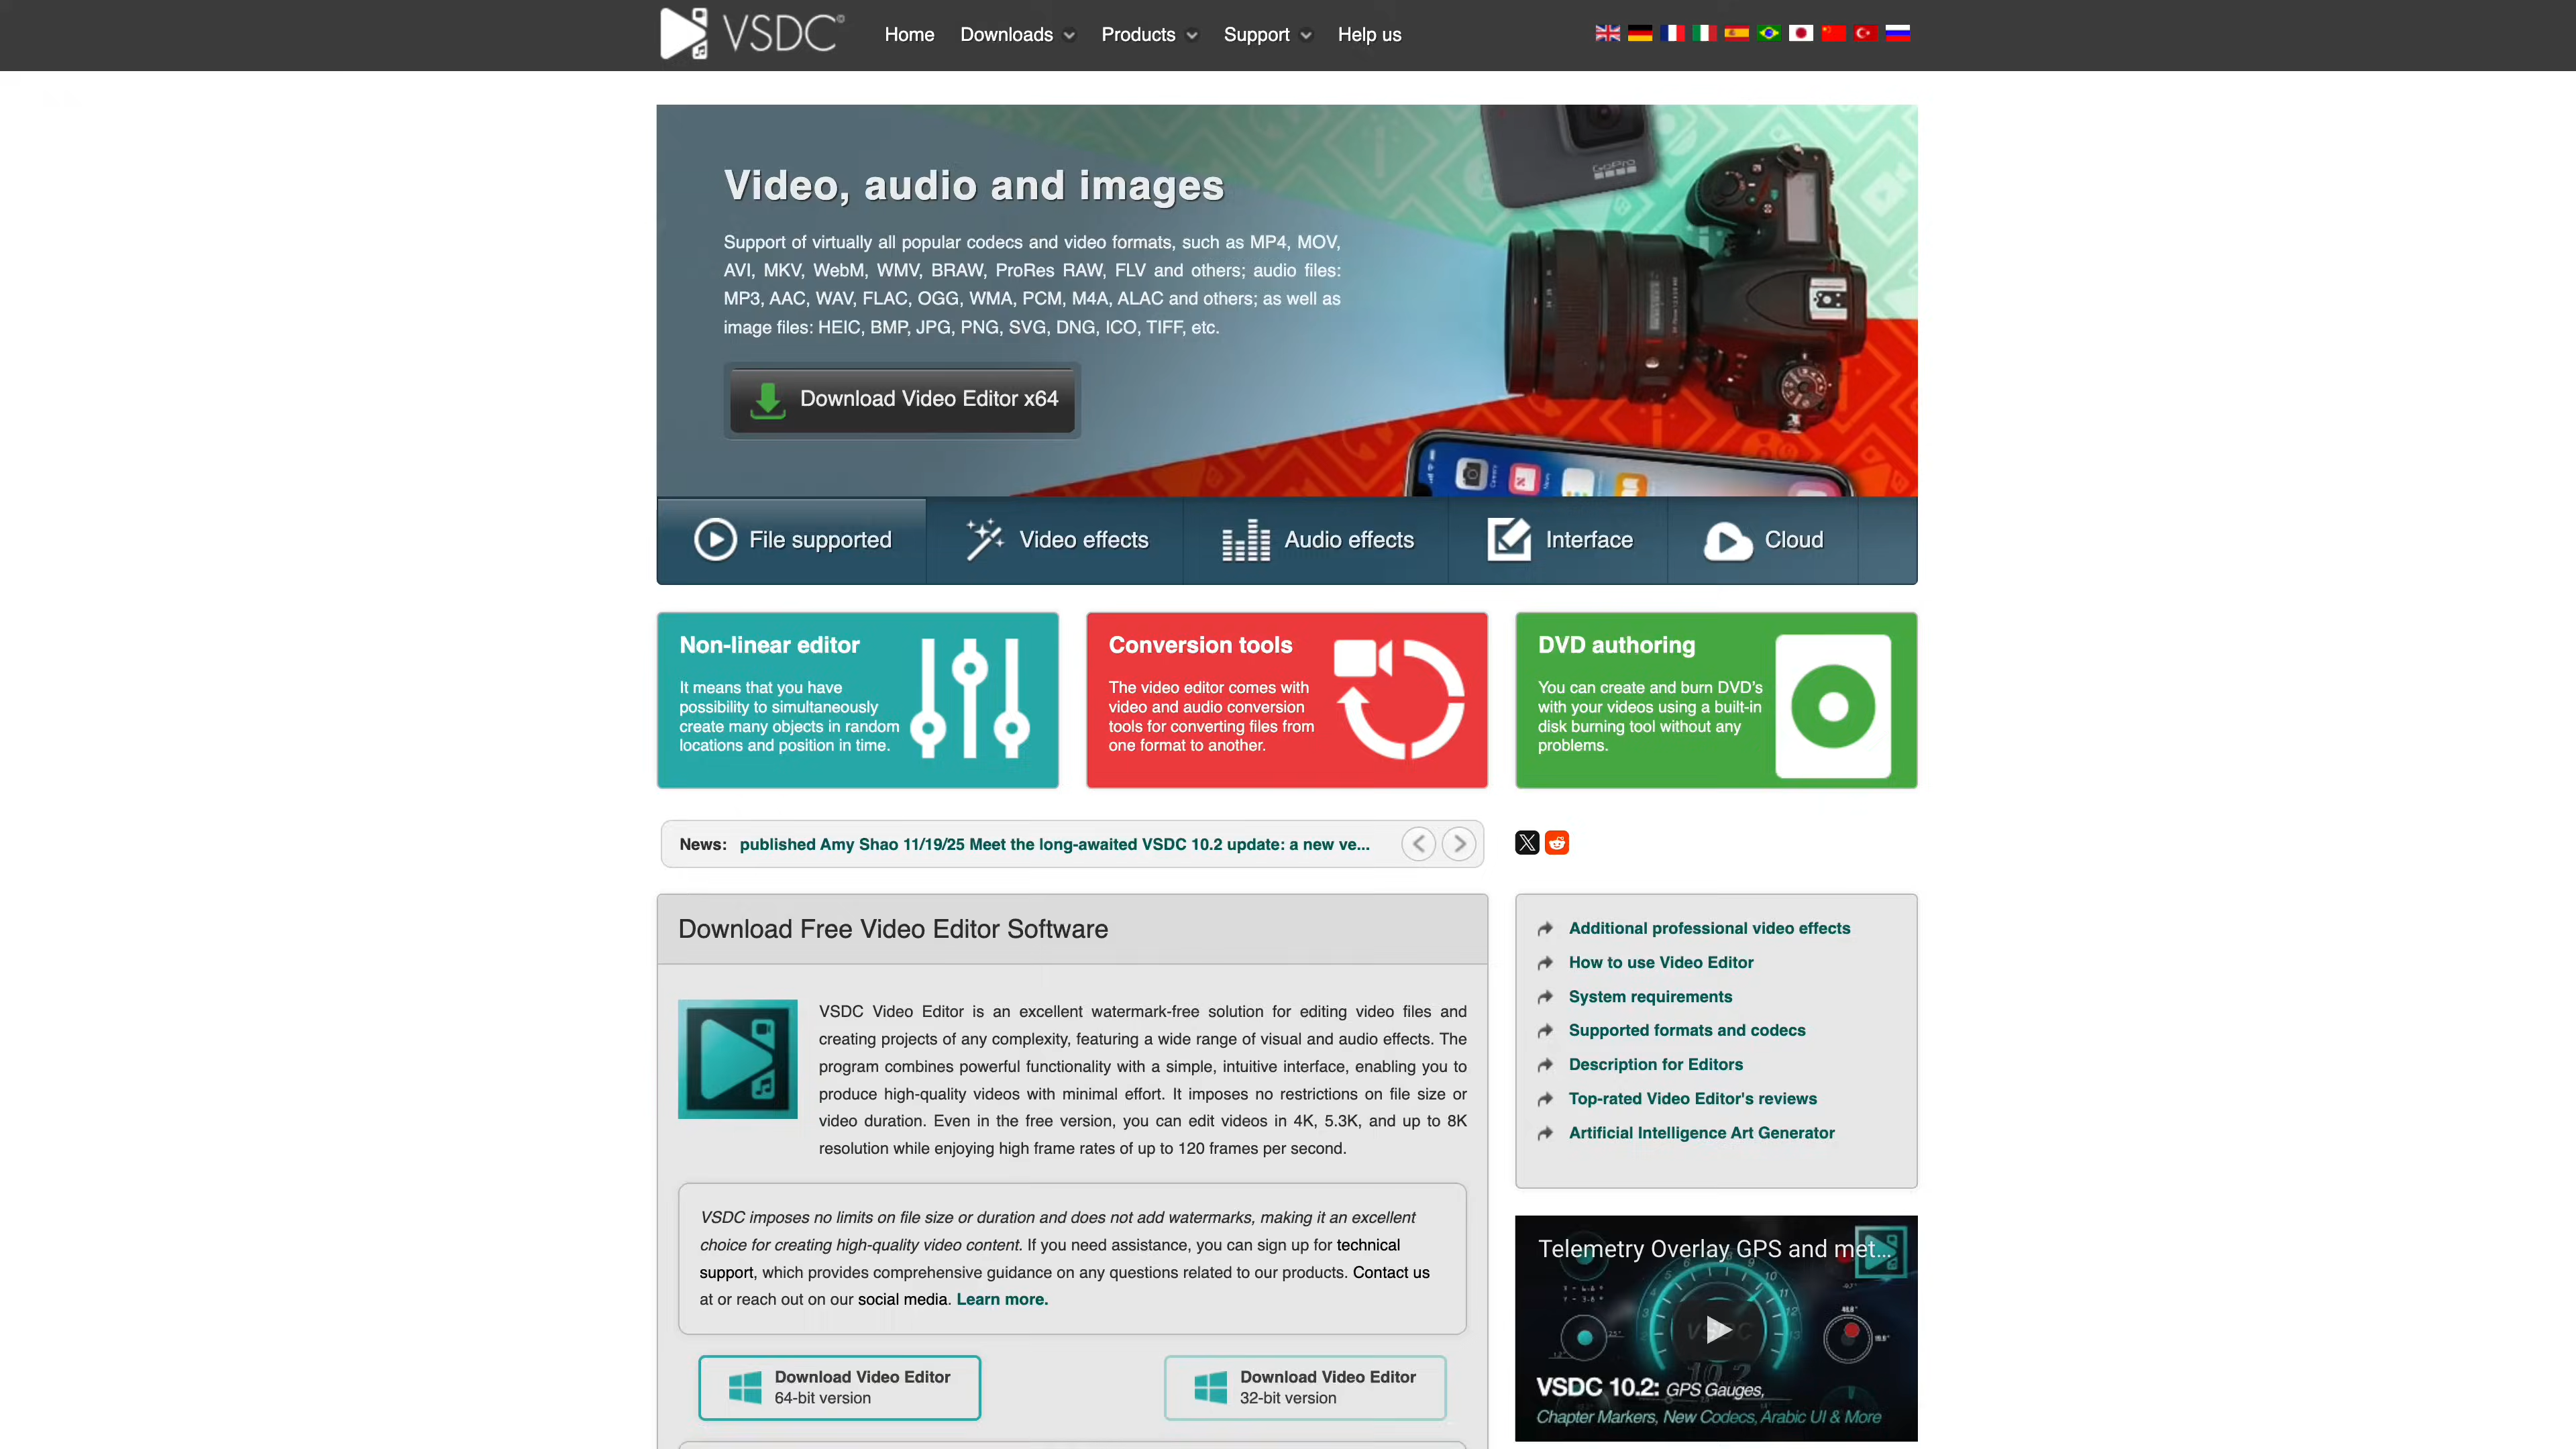 VSDC©
Home Downloads Products Support Help us
Video, audio and images
Support of virtually all popular codecs and video formats, such as MP4, MOV,
AVI, MKV, WebM, WMV, BRAW, ProRes RAW, FLV and others; audio files:
MP3, AAC, WAV, FLAC, OGG, WMA, PCM, M4A, ALAC and others; as well as
image files: HEIC, BMP, JPG, PNG, SVG, DNG, ICO, TIFF, etc.
GoPro
Download Video Editor x64
File supported Video effects Audio effects Interface Cloud
Non-linear editor
It means that you have
possibility to simultaneously
create many objects in random
locations and position in time.
Conversion tools
The video editor comes with
video and audio conversion
tools for converting files from
one format to another.
DVD authoring
You can create and burn DVD's
with your videos using a built-in
disk burning tool without any
problems.
News: published Amy Shao 11/19/25 Meet the long-awaited VSDC 10.2 update: a new ve...
Download Free Video Editor Software
VSDC Video Editor is an excellent watermark-free solution for editing video files and
creating projects of any complexity, featuring a wide range of visual and audio effects. The
program combines powerful functionality with a simple, intuitive interface, enabling you to
produce high-quality videos with minimal effort. It imposes no restrictions on file size or
video duration. Even in the free version, you can edit videos in 4K, 5.3K, and up to 8K
resolution while enjoying high frame rates of up to 120 frames per second.
VSDC imposes no limits on file size or duration and does not add watermarks, making it an excellent
choice for creating high-quality video content. If you need assistance, you can sign up for technical
support, which provides comprehensive guidance on any questions related to our products. Contact us
at or reach out on our social media. Learn more.
Download Video Editor
64-bit version
Download Video Editor
32-bit version
Additional professional video effects
How to use Video Editor
System requirements
Supported formats and codecs
Description for Editors
Top-rated Video Editor's reviews
Artificial Intelligence Art Generator
Telemetry Overlay GPS and met...
VSDC
VSDC 10.2: GPS Gauges,
Chapter Markers, New Codecs, Arabic UI & More